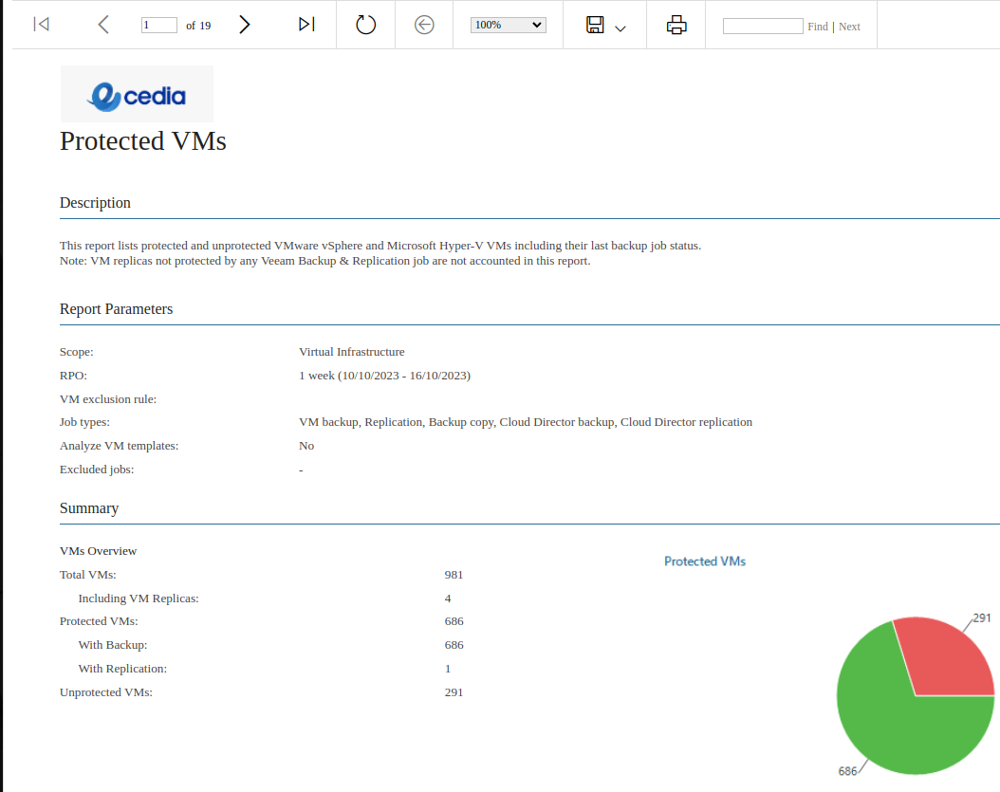 1 of 19 100% Find | Next
cedia
Protected VMs
Description
This report lists protected and unprotected VMware vSphere and Microsoft Hyper-V VMs including their last backup job status.
Note: VM replicas not protected by any Veeam Backup & Replication job are not accounted in this report.
Report Parameters
Scope: Virtual Infrastructure
RPO: 1 week (10/10/2023 - 16/10/2023)
VM exclusion rule:
Job types: VM backup, Replication, Backup copy, Cloud Director backup, Cloud Director replication
Analyze VM templates: No
Excluded jobs: -
Summary
VMs Overview
Total VMs: 981
Including VM Replicas: 4
Protected VMs: 686
With Backup: 686
With Replication: 1
Unprotected VMs: 291
Protected VMs
291
686